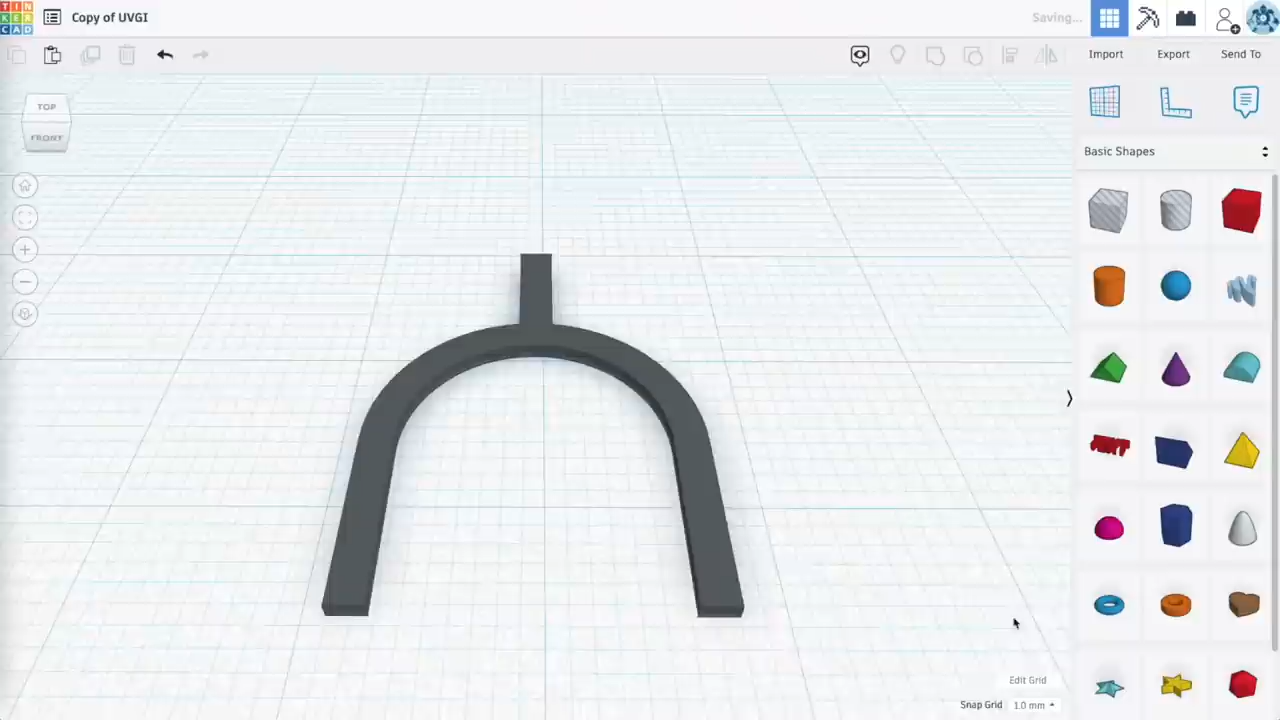 TIN
KER
CAD
Copy of UVGI
Saving...
Import
Export
Send To
TOP
FRONT
Basic Shapes
TEXT
Edit Grid
Snap Grid
1.0 mm